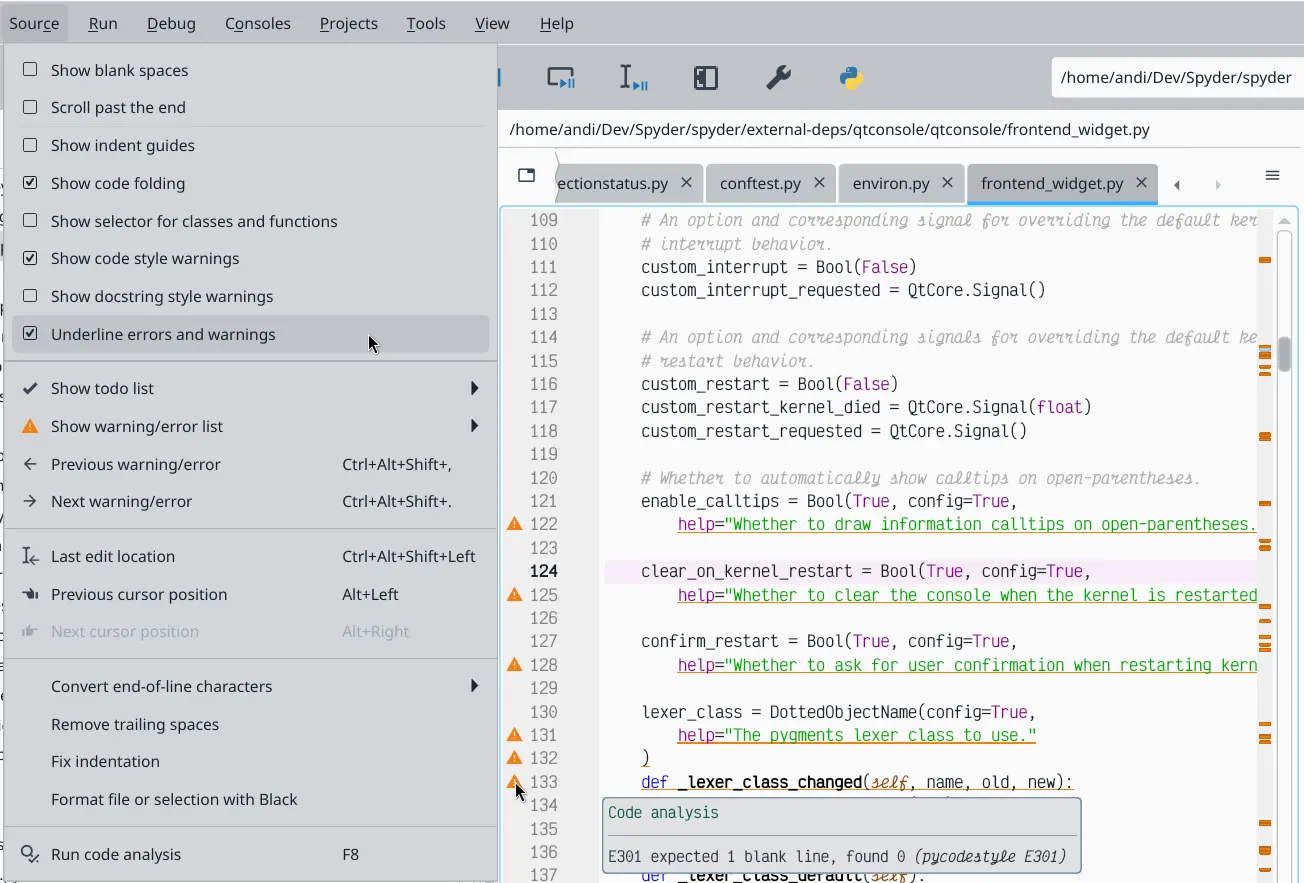 Source Run Debug Consoles Projects Tools View Help
Show blank spaces
Scroll past the end
Show indent guides
Show code folding
Show selector for classes and functions
Show code style warnings
Show docstring style warnings
Underline errors and warnings
Show todo list
Show warning/error list
Previous warning/error Ctrl+Alt+Shift+,
Next warning/error Ctrl+Alt+Shift+.
Last edit location Ctrl+Alt+Shift+Left
Previous cursor position Alt+Left
Next cursor position Alt+Right
Convert end-of-line characters
Remove trailing spaces
Fix indentation
Format file or selection with Black
Run code analysis F8
/home/andi/Dev/Spyder/spyder
/home/andi/Dev/Spyder/spyder/external-deps/qtconsole/qtconsole/frontend_widget.py
ectionstatus.py conftest.py environ.py frontend_widget.py
109 # An option and corresponding signal for overriding the default ker
110 # interrupt behavior.
111 custom_interrupt = Bool(False)
112 custom_interrupt_requested = QtCore.Signal()
113
114 # An option and corresponding signals for overriding the default ke
115 # restart behavior.
116 custom_restart = Bool(False)
117 custom_restart_kernel_died = QtCore.Signal(float)
118 custom_restart_requested = QtCore.Signal()
119
120 # Whether to automatically show calltips on open-parentheses.
121 enable_calltips = Bool(True, config=True,
122 help="Whether to draw information calltips on open-parentheses.
123
124 clear_on_kernel_restart = Bool(True, config=True,
125 help="Whether to clear the console when the kernel is restarted
126
127 confirm_restart = Bool(True, config=True,
128 help="Whether to ask for user confirmation when restarting kern
129
130 lexer_class = DottedObjectName(config=True,
131 help="The pygments lexer class to use."
132 )
133 def _lexer_class_changed(self, name, old, new):
134
Code analysis
135
136
E301 expected 1 blank line, found 0 (pycodestyle E301)
137 def _lexer_class_default(self):